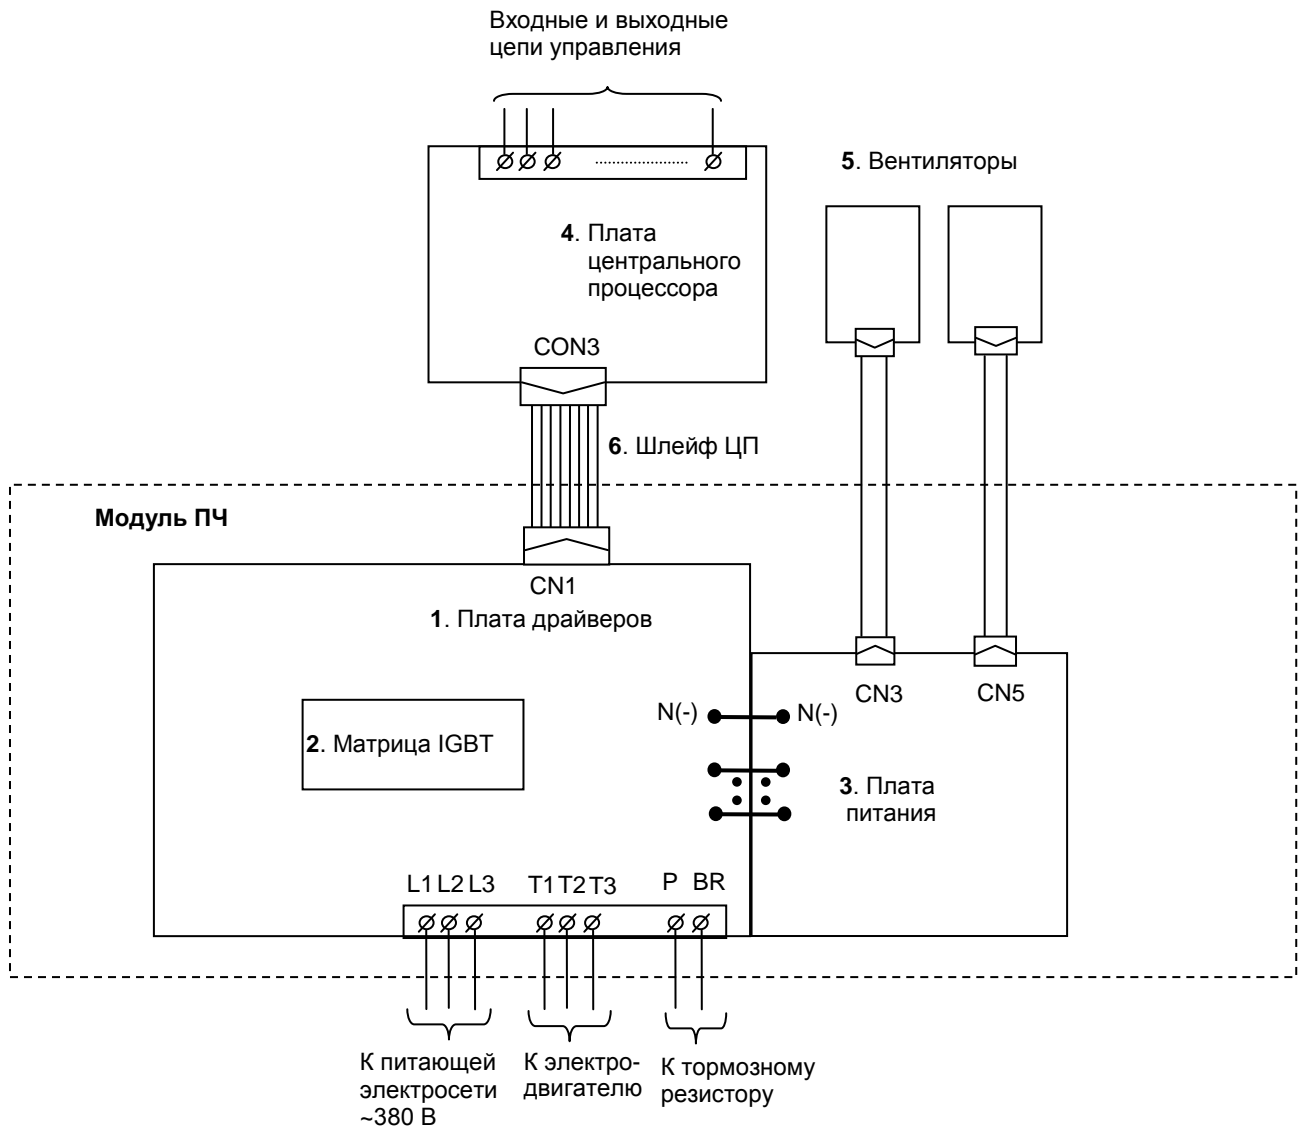 Входные и выходные
цепи управления
5. Вентиляторы
4. Плата
центрального
процессора
CON3
6. Шлейф ЦП
Модуль ПЧ
CN1
1. Плата драйверов
CN3
CN5
N(-)
N(-)
2. Матрица IGBT
3. Плата
питания
L1 L2 L3
T1 T2 T3
P BR
К питающей
электросети
~380 В
К электро-
двигателю
К тормозному
резистору